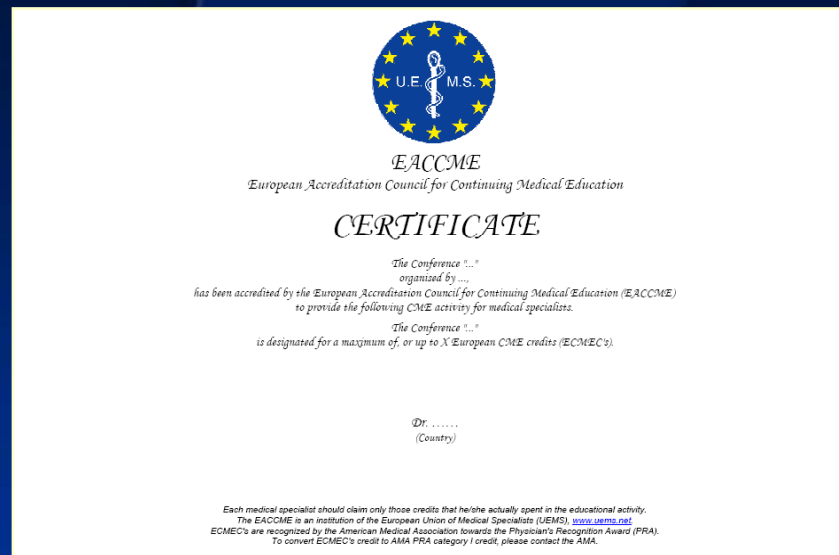 U.E. M.S.
EACCME
European Accreditation Council for Continuing Medical Education
CERTIFICATE
The Conference "..."
organised by ...,
has been accredited by the European Accreditation Council for Continuing Medical Education (EACCME)
to provide the following CME activity for medical specialists.
The Conference "..."
is designated for a maximum of, or up to X European CME credits (ECMEC's).
Dr. ……
(Country)
Each medical specialist should claim only those credits that he/she actually spent in the educational activity.
The EACCME is an institution of the European Union of Medical Specialists (UEMS), www.uems.net.
ECMEC's are recognized by the American Medical Association towards the Physician's Recognition Award (PRA).
To convert ECMEC's credit to AMA PRA category I credit, please contact the AMA.